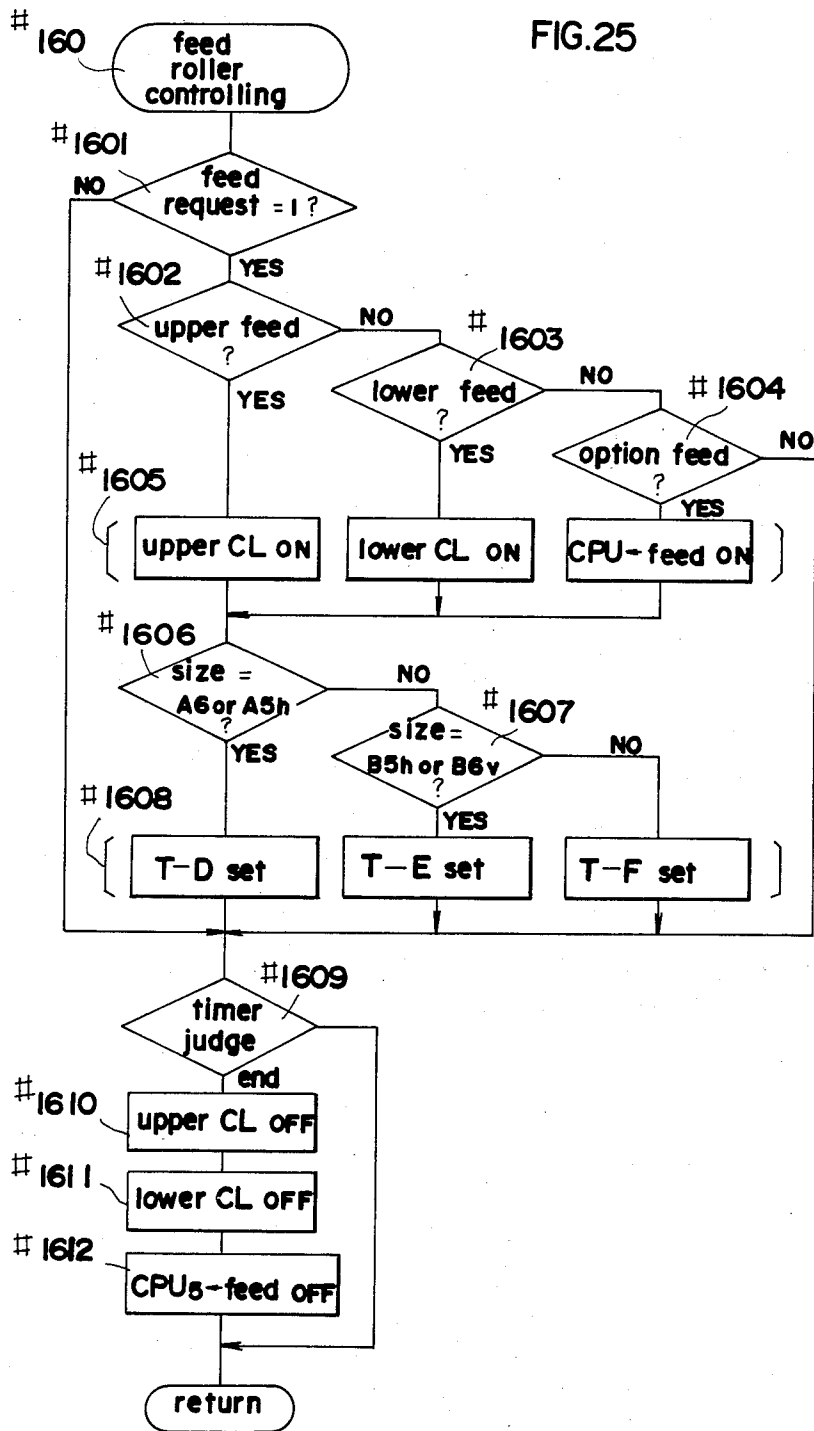 FIG.25
#160
feed
roller
controlling
#1601
feed
request = 1 ?
NO
YES
#1602
upper feed
?
NO
YES
#1603
lower feed
?
NO
YES
#1604
option feed
?
NO
YES
#1605
upper CL ON
lower CL ON
CPU-feed ON
#1606
size =
A6 or A5h
?
NO
YES
#1607
size =
B5h or B6v
?
NO
YES
#1608
T-D set
T-E set
T-F set
#1609
timer
judge
end
#1610
upper CL OFF
#1611
lower CL OFF
#1612
CPU5-feed OFF
return